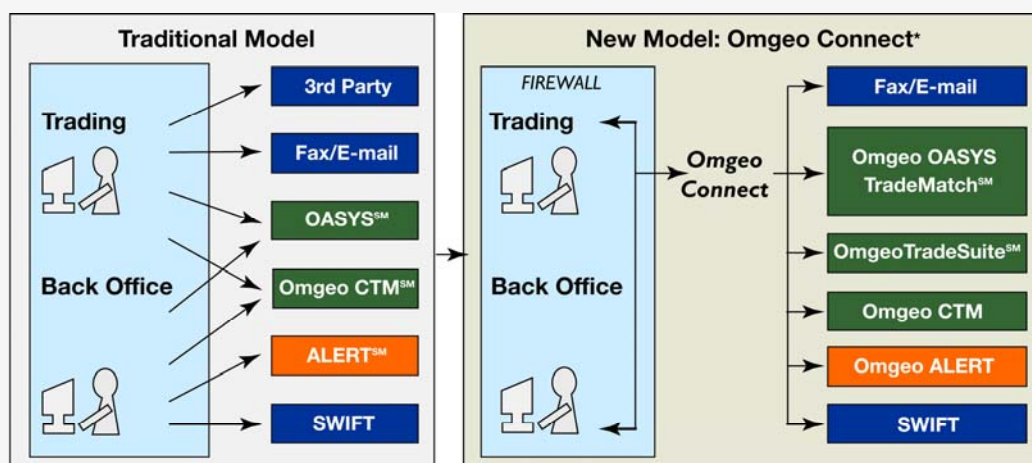 Traditional Model
Trading
Back Office
3rd Party
Fax/E-mail
OASYS℠
Omgeo CTM℠
ALERT℠
SWIFT
New Model: Omgeo Connect*
FIREWALL
Trading
Back Office
Omgeo
Connect
Fax/E-mail
Omgeo OASYS
TradeMatch℠
OmgeoTradeSuite℠
Omgeo CTM
Omgeo ALERT
SWIFT